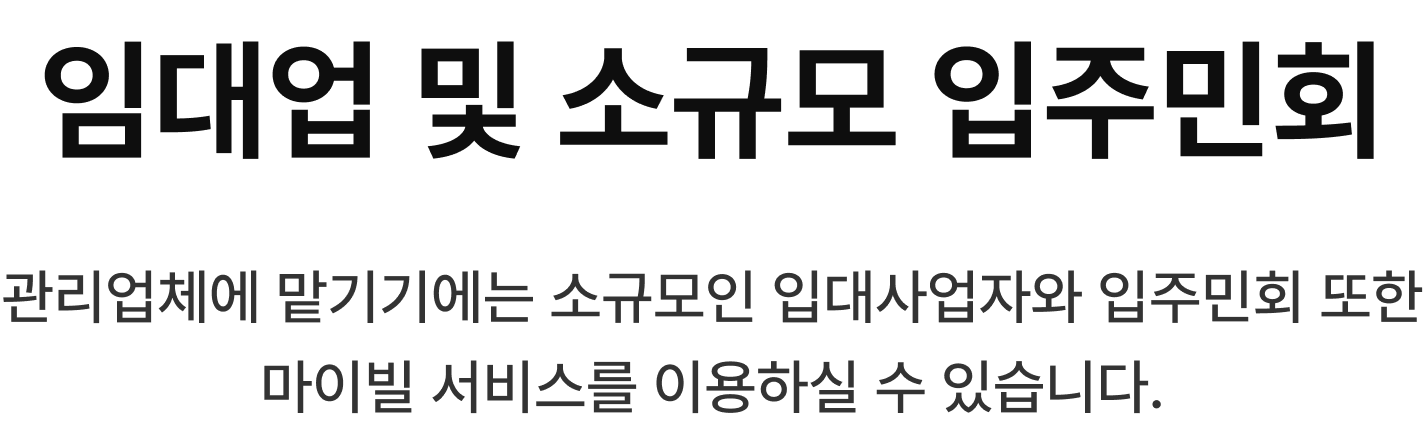 임대업 및 소규모 입주민회
관리업체에 맡기기에는 소규모인 임대사업자와 입주민회 또한
마이빌 서비스를 이용하실 수 있습니다.